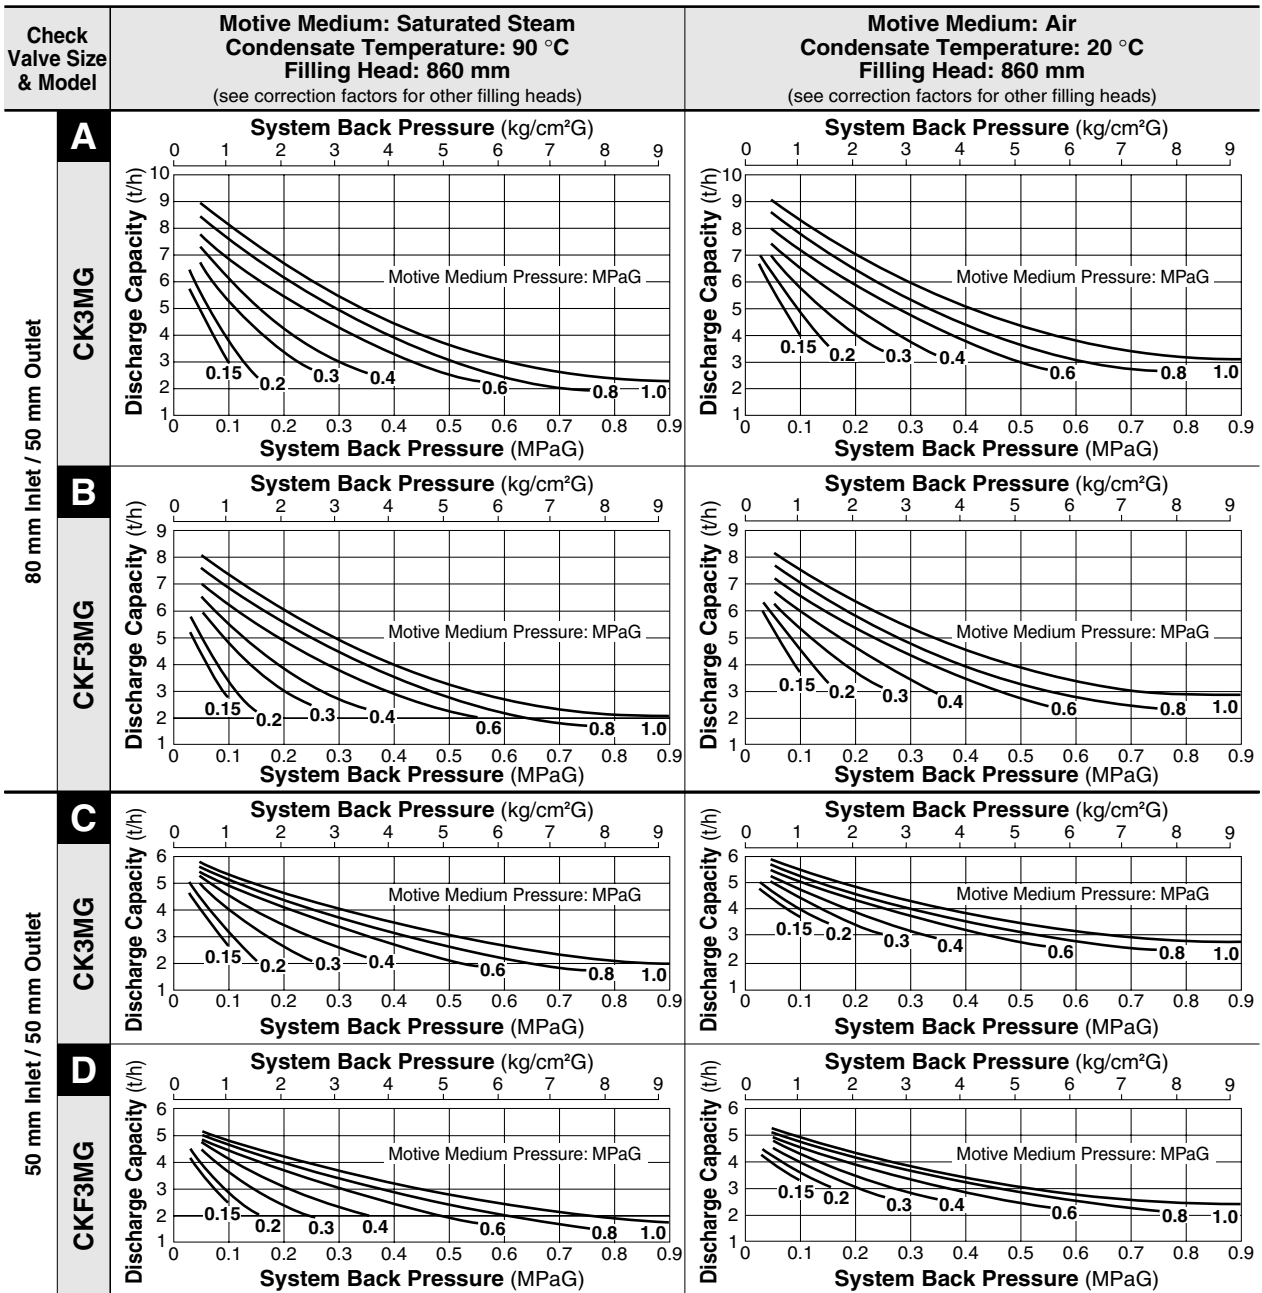 Check
Valve Size
& Model
Motive Medium: Saturated Steam
Condensate Temperature: 90 °C
Filling Head: 860 mm
(see correction factors for other filling heads)
Motive Medium: Air
Condensate Temperature: 20 °C
Filling Head: 860 mm
(see correction factors for other filling heads)
80 mm Inlet / 50 mm Outlet
A
CK3MG
System Back Pressure (kg/cm²G)
0 1 2 3 4 5 6 7 8 9
Discharge Capacity (t/h)
10
9
8
7
6
5
4
3
2
1
Motive Medium Pressure: MPaG
0.15 0.2 0.3 0.4 0.6 0.8 1.0
0 0.1 0.2 0.3 0.4 0.5 0.6 0.7 0.8 0.9
System Back Pressure (MPaG)
System Back Pressure (kg/cm²G)
0 1 2 3 4 5 6 7 8 9
Discharge Capacity (t/h)
10
9
8
7
6
5
4
3
2
1
Motive Medium Pressure: MPaG
0.15 0.2 0.3 0.4 0.6 0.8 1.0
0 0.1 0.2 0.3 0.4 0.5 0.6 0.7 0.8 0.9
System Back Pressure (MPaG)
B
CKF3MG
System Back Pressure (kg/cm²G)
0 1 2 3 4 5 6 7 8 9
Discharge Capacity (t/h)
9
8
7
6
5
4
3
2
1
Motive Medium Pressure: MPaG
0.15 0.2 0.3 0.4 0.6 0.8 1.0
0 0.1 0.2 0.3 0.4 0.5 0.6 0.7 0.8 0.9
System Back Pressure (MPaG)
System Back Pressure (kg/cm²G)
0 1 2 3 4 5 6 7 8 9
Discharge Capacity (t/h)
9
8
7
6
5
4
3
2
1
Motive Medium Pressure: MPaG
0.15 0.2 0.3 0.4 0.6 0.8 1.0
0 0.1 0.2 0.3 0.4 0.5 0.6 0.7 0.8 0.9
System Back Pressure (MPaG)
50 mm Inlet / 50 mm Outlet
C
CK3MG
System Back Pressure (kg/cm²G)
0 1 2 3 4 5 6 7 8 9
Discharge Capacity (t/h)
6
5
4
3
2
1
Motive Medium Pressure: MPaG
0.15 0.2 0.3 0.4 0.6 0.8 1.0
0 0.1 0.2 0.3 0.4 0.5 0.6 0.7 0.8 0.9
System Back Pressure (MPaG)
System Back Pressure (kg/cm²G)
0 1 2 3 4 5 6 7 8 9
Discharge Capacity (t/h)
6
5
4
3
2
1
Motive Medium Pressure: MPaG
0.15 0.2 0.3 0.4 0.6 0.8 1.0
0 0.1 0.2 0.3 0.4 0.5 0.6 0.7 0.8 0.9
System Back Pressure (MPaG)
D
CKF3MG
System Back Pressure (kg/cm²G)
0 1 2 3 4 5 6 7 8 9
Discharge Capacity (t/h)
6
5
4
3
2
1
Motive Medium Pressure: MPaG
0.15 0.2 0.3 0.4 0.6 0.8 1.0
0 0.1 0.2 0.3 0.4 0.5 0.6 0.7 0.8 0.9
System Back Pressure (MPaG)
System Back Pressure (kg/cm²G)
0 1 2 3 4 5 6 7 8 9
Discharge Capacity (t/h)
6
5
4
3
2
1
Motive Medium Pressure: MPaG
0.15 0.2 0.3 0.4 0.6 0.8 1.0
0 0.1 0.2 0.3 0.4 0.5 0.6 0.7 0.8 0.9
System Back Pressure (MPaG)